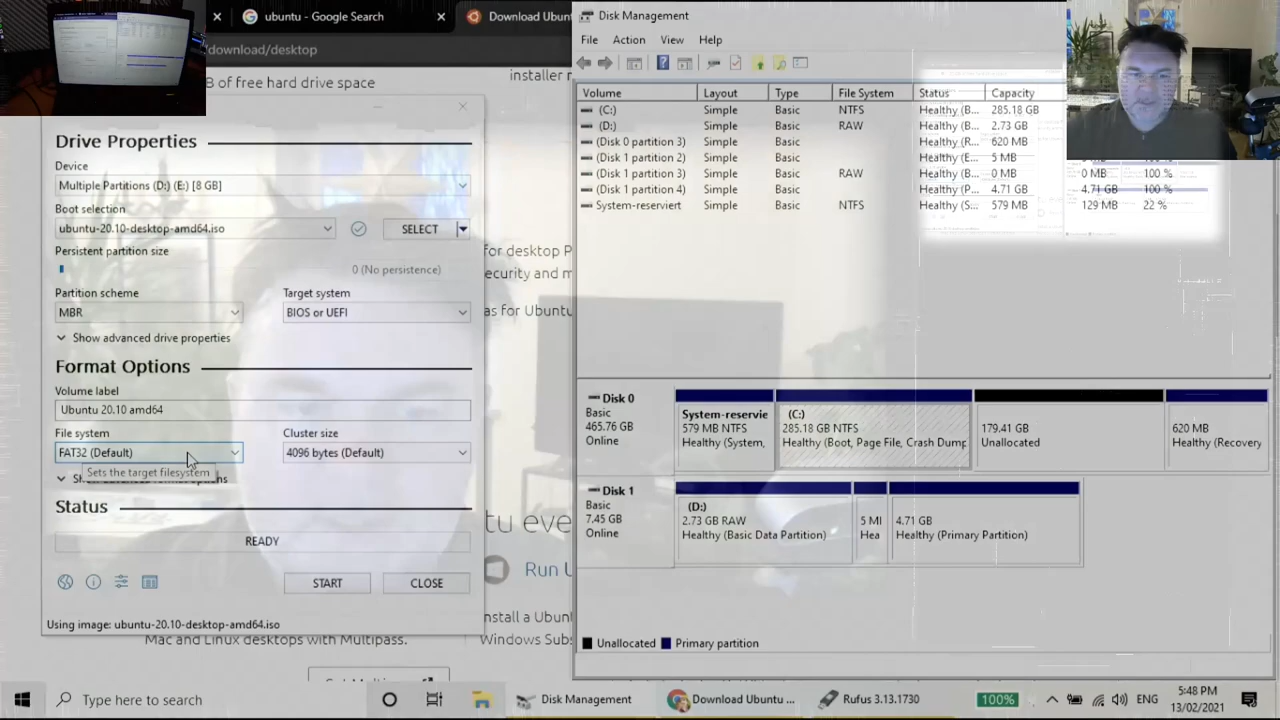 ubuntu - Google Search
Download Ubun
/download/desktop
B of free hard drive space
installer
Drive Properties
Device
Multiple Partitions (D:) (E:) [8 GB]
Boot selection
ubuntu-20.10-desktop-amd64.iso
SELECT
Persistent partition size
0 (No persistence)
Partition scheme
Target system
MBR
BIOS or UEFI
Show advanced drive properties
Format Options
Volume label
Ubuntu 20.10 amd64
File system
Cluster size
FAT32 (Default)
4096 bytes (Default)
Sets the target filesystem
Status
READY
START
CLOSE
Using image: ubuntu-20.10-desktop-amd64.iso
for desktop P
ecurity and m
as for Ubuntu
tu eve
Run U
nstall a Ubun
Mac and Linux desktops with Multipass.
Windows Subs
Disk Management
File Action View Help
Volume Layout Type File System Status Capacity
(C:) Simple Basic NTFS Healthy (B... 285.18 GB
(D:) Simple Basic RAW Healthy (B... 2.73 GB
(Disk 0 partition 3) Simple Basic Healthy (R... 620 MB
(Disk 1 partition 2) Simple Basic Healthy (E... 5 MB
(Disk 1 partition 3) Simple Basic RAW Healthy (B... 0 MB 0 MB 100 %
(Disk 1 partition 4) Simple Basic Healthy (P... 4.71 GB 4.71 GB 100 %
System-reserviert Simple Basic NTFS Healthy (S... 579 MB 129 MB 22 %
Disk 0
Basic
465.76 GB
Online
System-reservie
579 MB NTFS
Healthy (System,
(C:)
285.18 GB NTFS
Healthy (Boot, Page File, Crash Dump
179.41 GB
Unallocated
620 MB
Healthy (Recovery
Disk 1
Basic
7.45 GB
Online
(D:)
2.73 GB RAW
Healthy (Basic Data Partition)
5 MI
Hea
4.71 GB
Healthy (Primary Partition)
Unallocated Primary partition
Type here to search
Disk Management
Download Ubuntu ...
Rufus 3.13.1730
100%
ENG
5:48 PM
13/02/2021